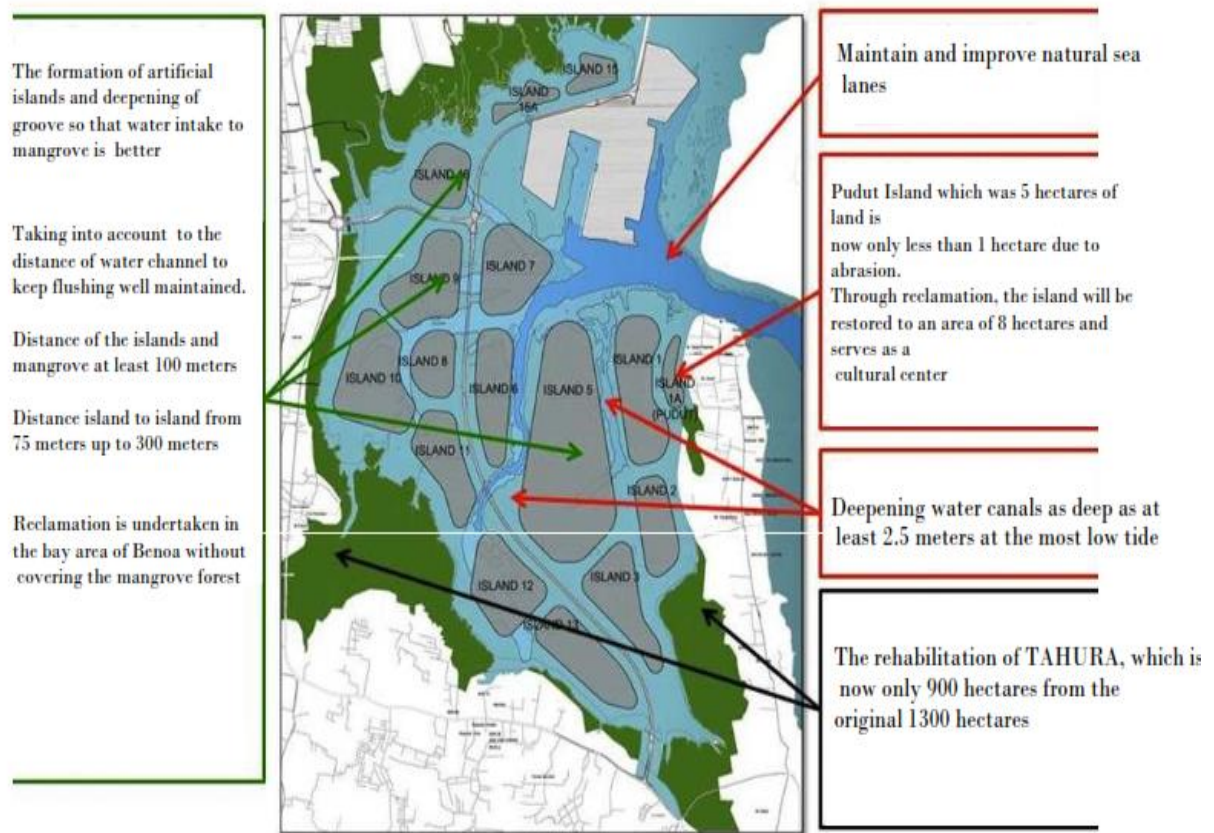 The formation of artificial
islands and deepening of
groove so that water intake to
mangrove is better
Taking into account to the
distance of water channel to
keep flushing well maintained.
Distance of the islands and
mangrove at least 100 meters
Distance island to island from
75 meters up to 300 meters
Reclamation is undertaken in
the bay area of Benoa without
covering the mangrove forest
ISLAND 15
ISLAND
ISLAND 16
ISLAND 7
ISLAND 9
ISLAND 1
ISLAND 8
ISLAND 10
ISLAND 6
ISLAND 5
ISLAND
1A
(PUDUT)
ISLAND 11
ISLAND 2
ISLAND 12
ISLAND 3
Maintain and improve natural sea
lanes
Pudut Island which was 5 hectares of
land is
now only less than 1 hectare due to
abrasion.
Through reclamation, the island will be
restored to an area of 8 hectares and
serves as a
cultural center
Deepening water canals as deep as at
least 2.5 meters at the most low tide
The rehabilitation of TAHURA, which is
now only 900 hectares from the
original 1300 hectares